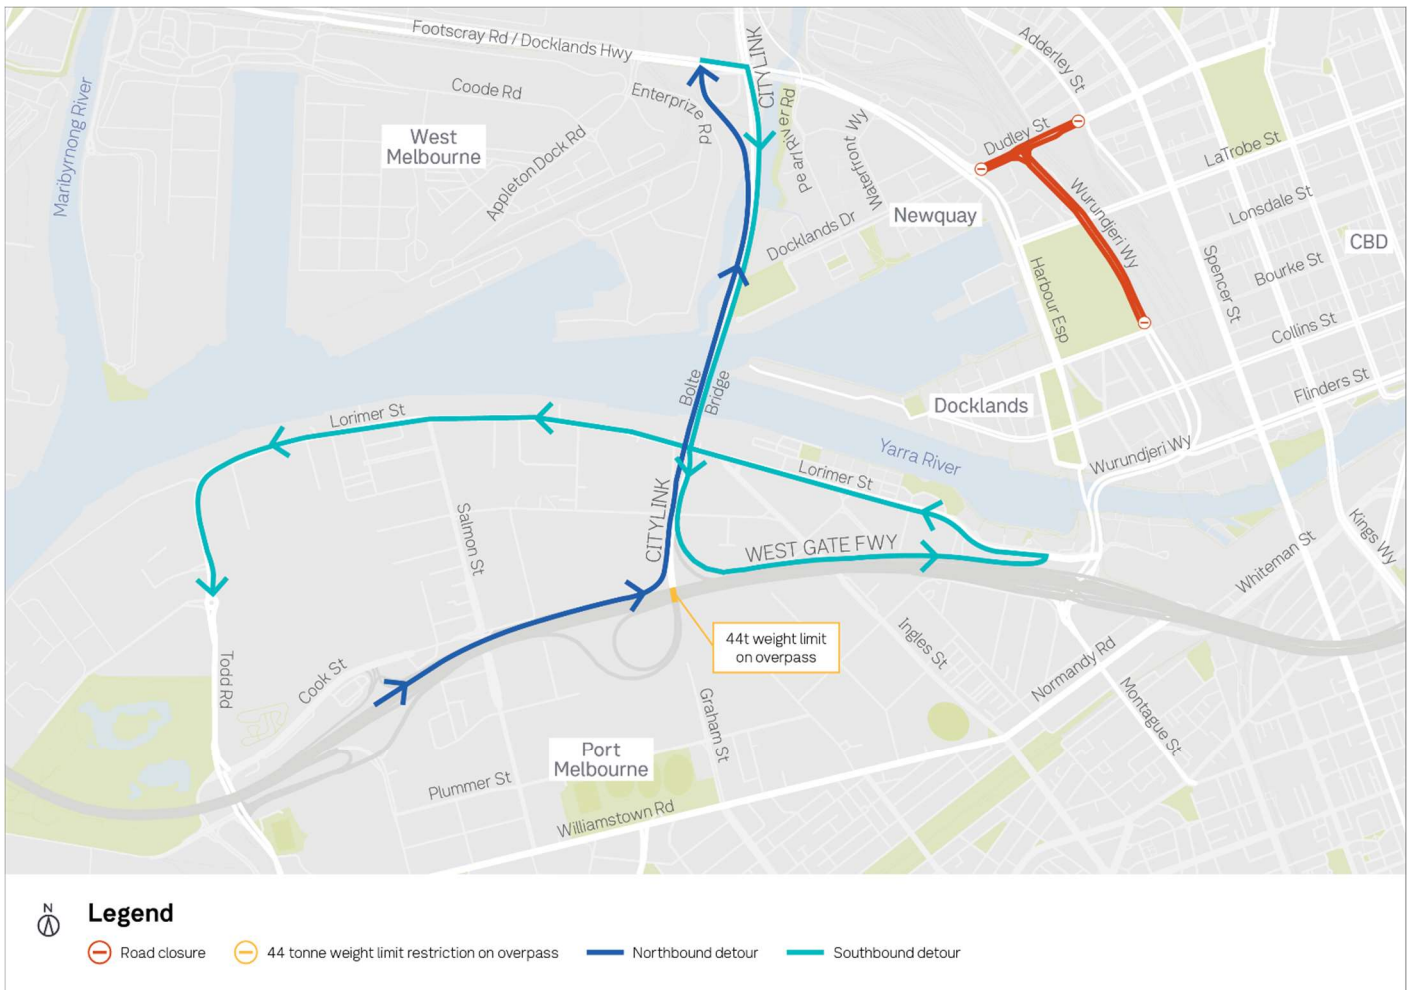 Footscray Rd / Docklands Hwy
CITYLINK
Adderley St
Maribyrnong River
Coode Rd
Enterprize Rd
Pearl River Rd
Waterfront Wy
Dudley St
LaTrobe St
West
Melbourne
Appleton Dock Rd
Wurundjeri Wy
Lonsdale St
Newquay
Docklands Dr
CBD
Harbour Esp
Spencer St
Bourke St
Collins St
Bolte
Bridge
Flinders St
Lorimer St
Docklands
Yarra River
Wurundjeri Wy
Lorimer St
CITYLINK
Salmon St
WEST GATE FWY
Kings Wy
Whiteman St
44t weight limit
on overpass
Ingles St
Normandy Rd
Todd Rd
Cook St
Graham St
Montague St
Port
Melbourne
Plummer St
Williamstown Rd
N
Legend
Road closure
44 tonne weight limit restriction on overpass
Northbound detour
Southbound detour